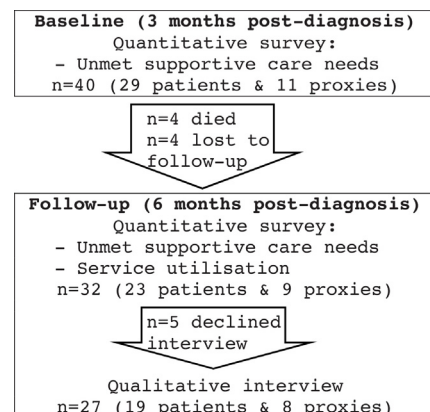 Baseline (3 months post-diagnosis)
Quantitative survey:
- Unmet supportive care needs
n=40 (29 patients & 11 proxies)
n=4 died
n=4 lost to
follow-up
Follow-up (6 months post-diagnosis)
Quantitative survey:
- Unmet supportive care needs
- Service utilisation
n=32 (23 patients & 9 proxies)
n=5 declined
interview
Qualitative interview
n=27 (19 patients & 8 proxies)